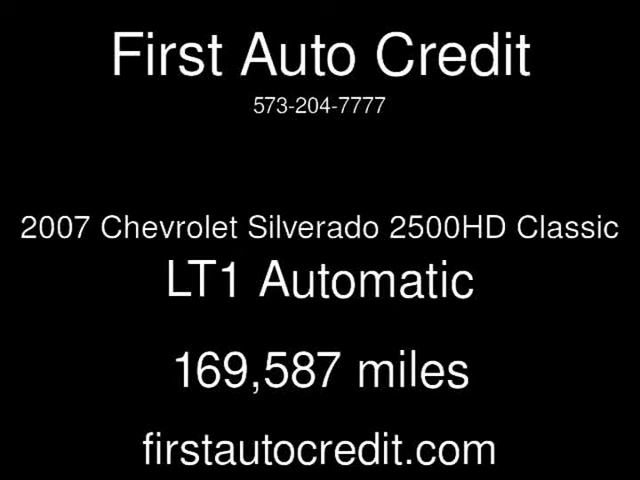 First Auto Credit
573-204-7777
2007 Chevrolet Silverado 2500HD Classic
LT1 Automatic
169,587 miles
firstautocredit.com